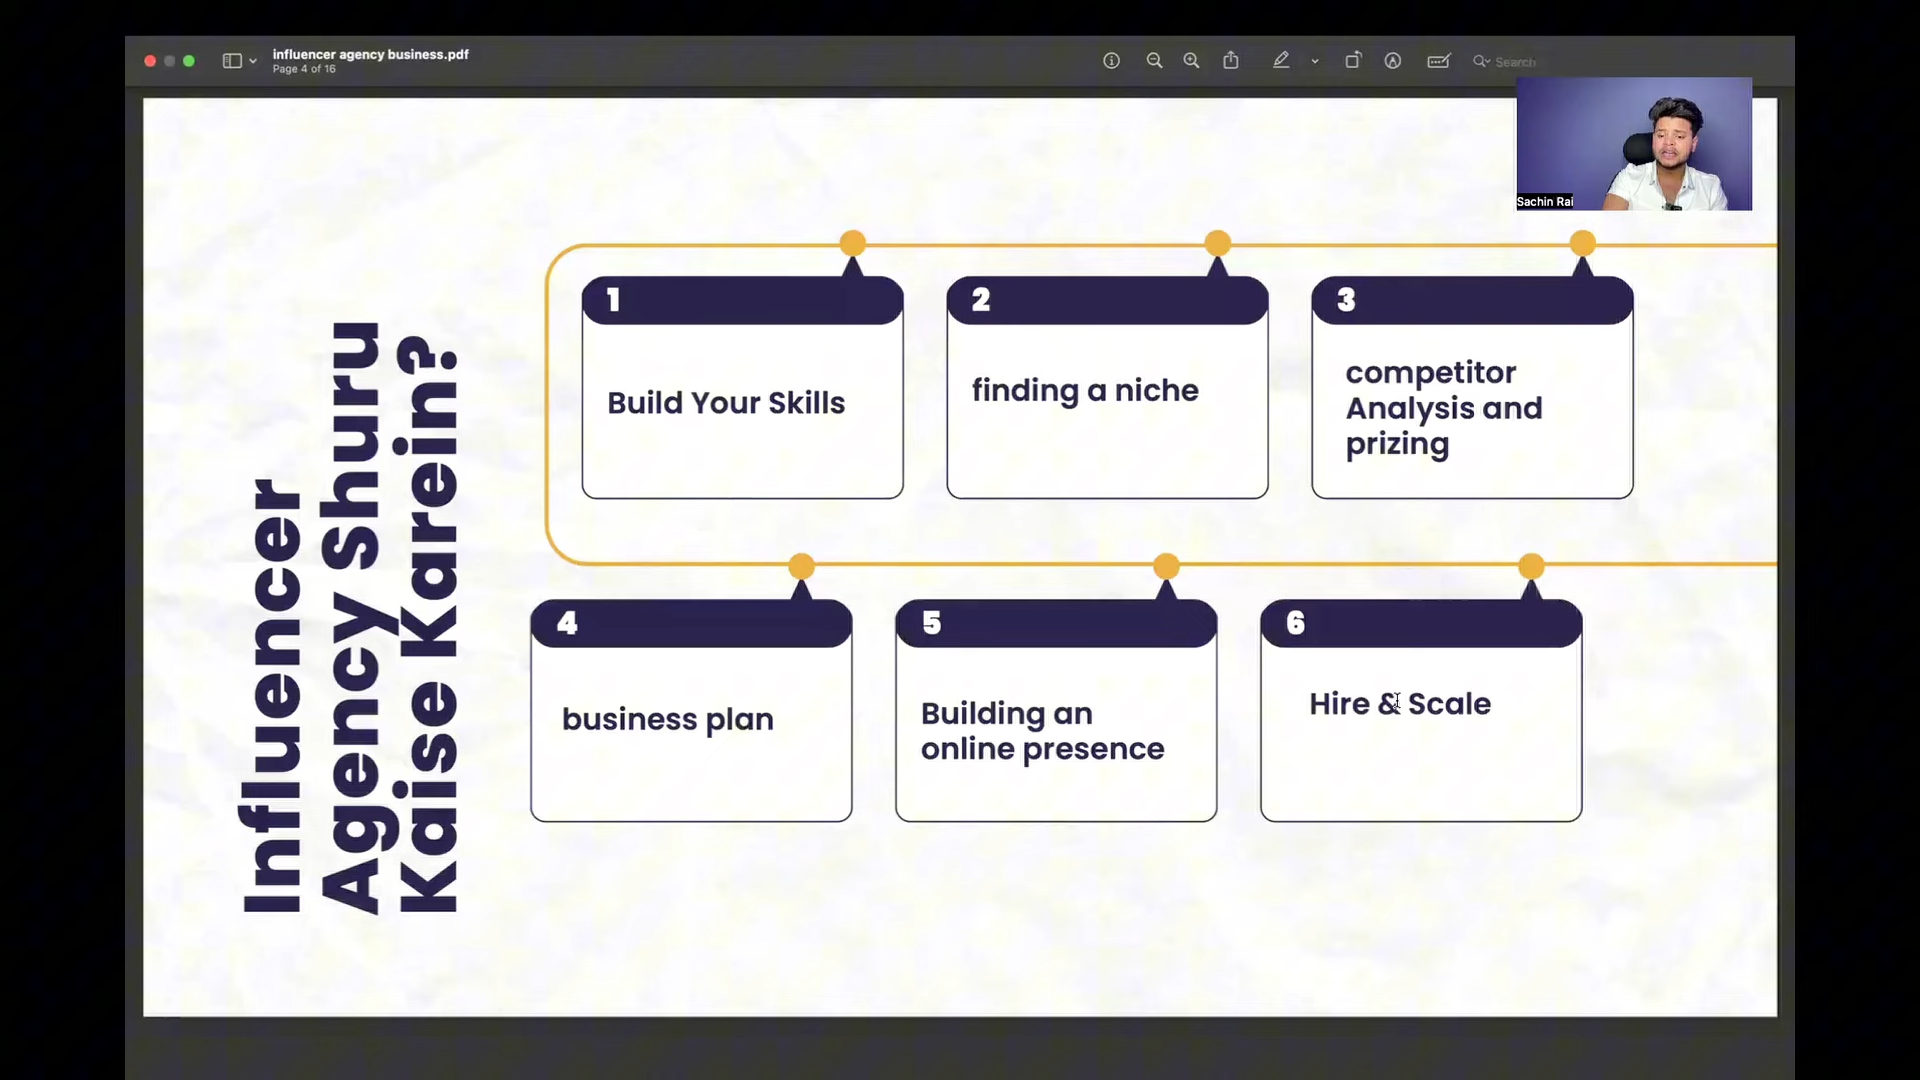 influencer agency business.pdf
Page 4 of 16
Search
Sachin Rai
Influencer
Agency Shuru
Kaise Karein?
1
Build Your Skills
2
finding a niche
3
competitor
Analysis and
prizing
4
business plan
5
Building an
online presence
6
Hire & Scale